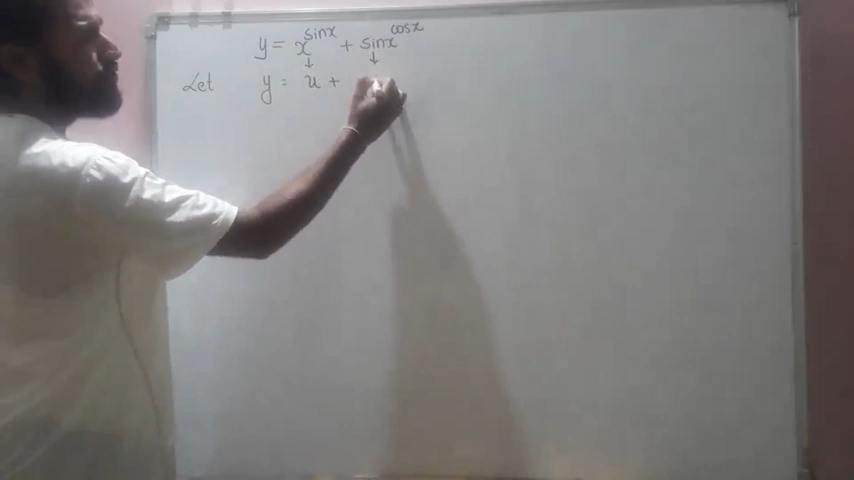 y = x^sinx + sinx^cosx
↓ ↓
Let y = u +